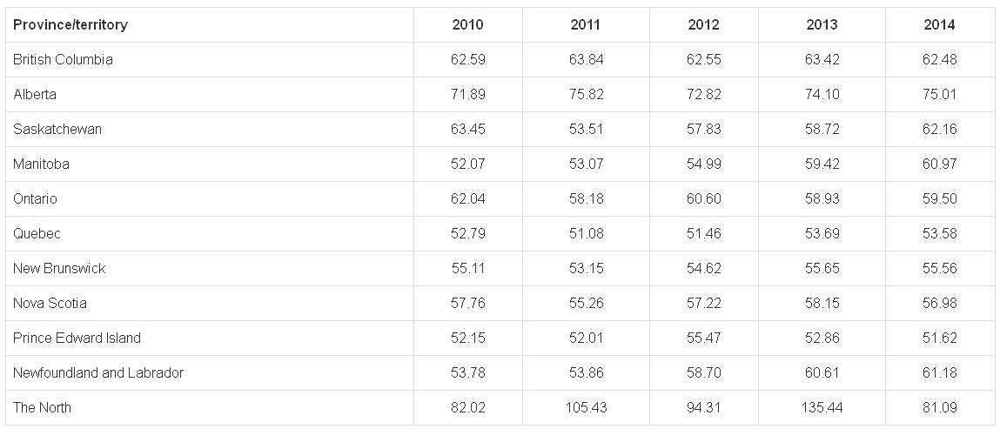 Province/territory 2010 2011 2012 2013 2014
British Columbia 62.59 63.84 62.55 63.42 62.48
Alberta 71.89 75.82 72.82 74.10 75.01
Saskatchewan 63.45 53.51 57.83 58.72 62.16
Manitoba 52.07 53.07 54.99 59.42 60.97
Ontario 62.04 58.18 60.60 58.93 59.50
Quebec 52.79 51.08 51.46 53.69 53.58
New Brunswick 55.11 53.15 54.62 55.65 55.56
Nova Scotia 57.76 55.26 57.22 58.15 56.98
Prince Edward Island 52.15 52.01 55.47 52.86 51.62
Newfoundland and Labrador 53.78 53.86 58.70 60.61 61.18
The North 82.02 105.43 94.31 135.44 81.09